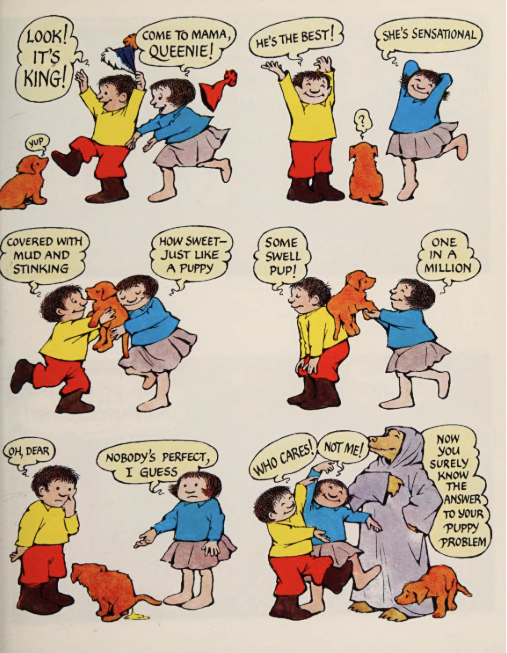 LOOK!
IT'S
KING!
COME TO MAMA,
QUEENIE!
YUP
HE'S THE BEST!
?
SHE'S SENSATIONAL
COVERED WITH
MUD AND
STINKING
HOW SWEET—
JUST LIKE
A PUPPY
SOME
SWELL
PUP!
ONE
IN A
MILLION
OH, DEAR
NOBODY'S PERFECT,
I GUESS
WHO CARES!
NOT ME!
NOW
YOU
SURELY
KNOW
THE
ANSWER
TO YOUR
PUPPY
PROBLEM